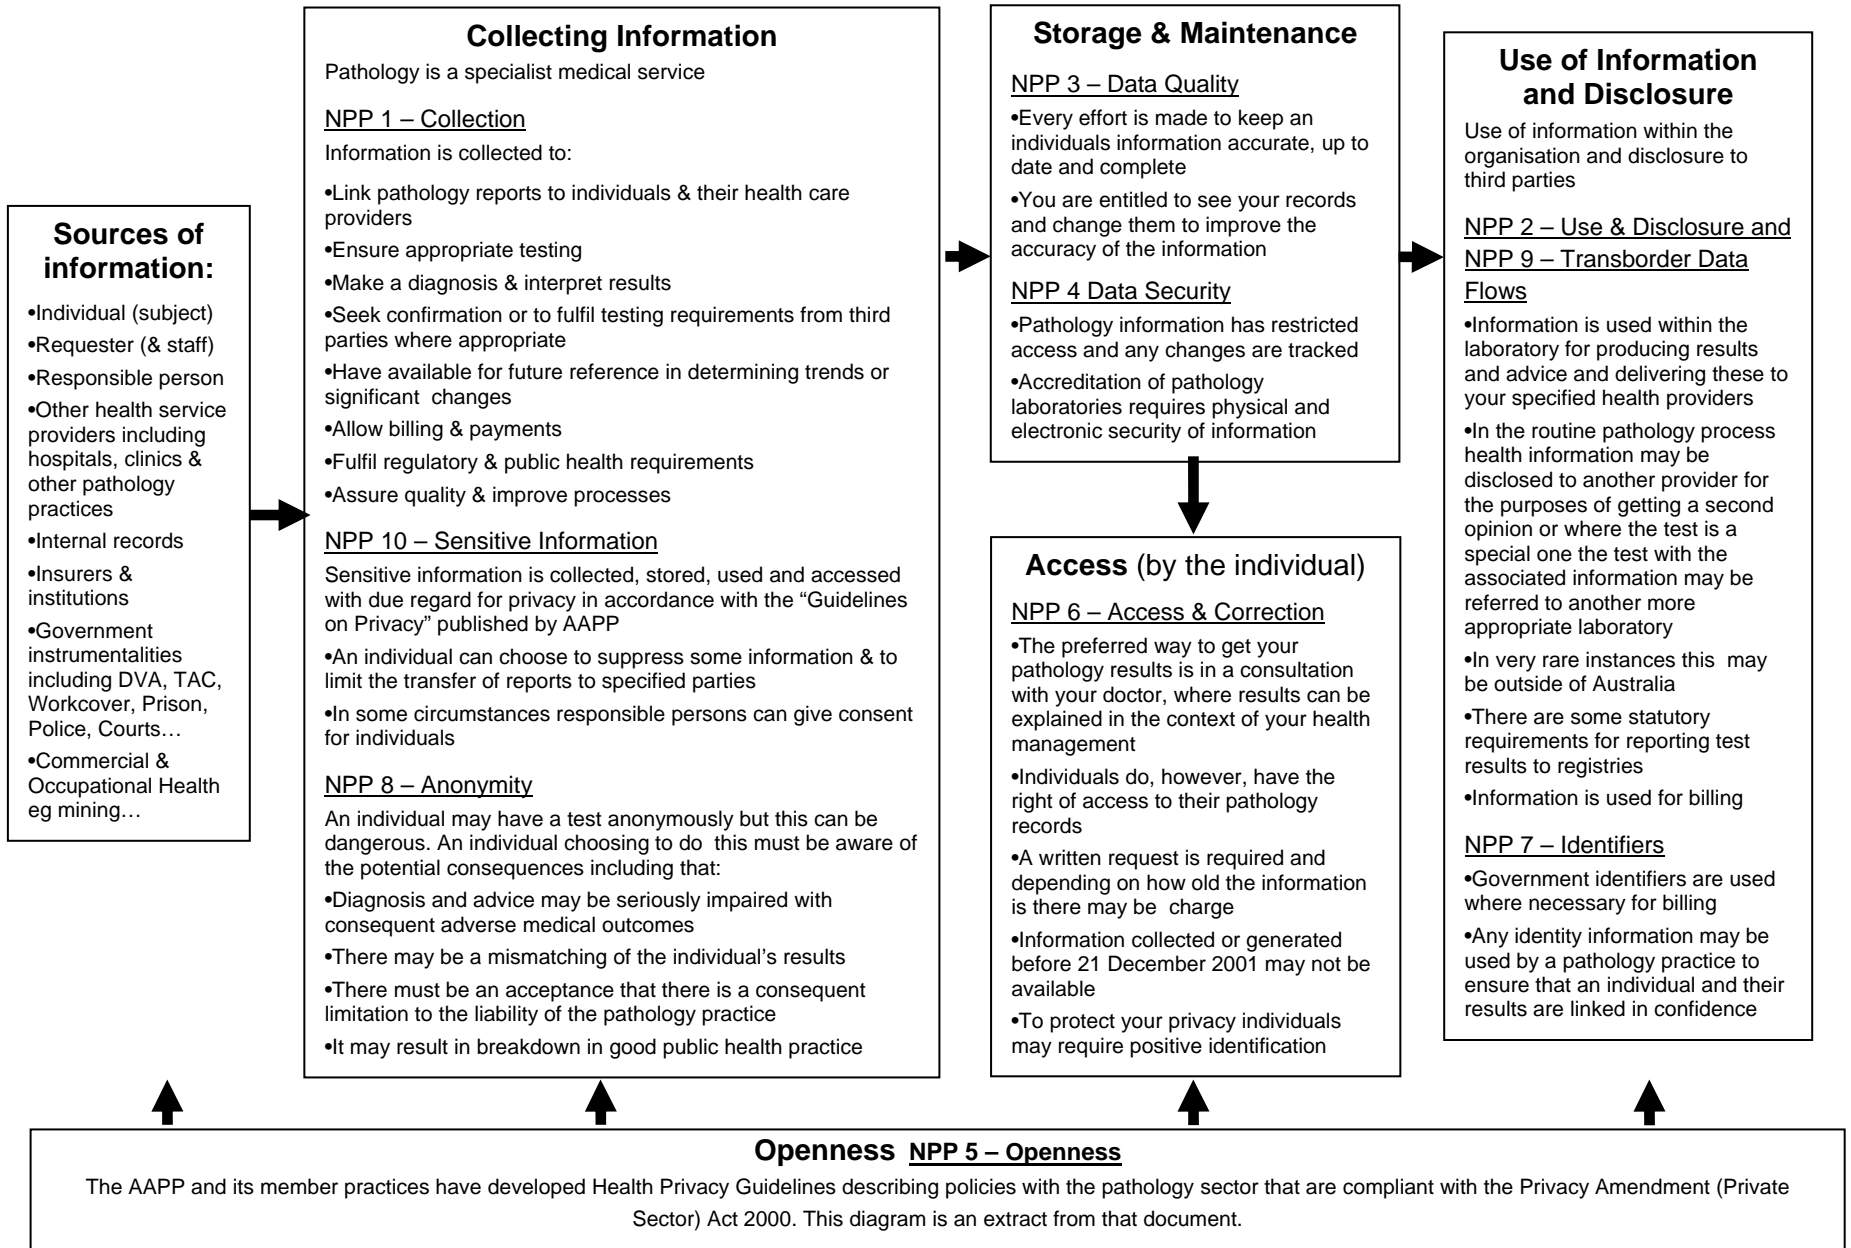 Sources of
information:
•Individual (subject)
•Requester (& staff)
•Responsible person
•Other health service
providers including
hospitals, clinics &
other pathology
practices
•Internal records
•Insurers &
institutions
•Government
instrumentalities
including DVA, TAC,
Workcover, Prison,
Police, Courts…
•Commercial &
Occupational Health
eg mining…
Collecting Information
Pathology is a specialist medical service
NPP 1 – Collection
Information is collected to:
•Link pathology reports to individuals & their health care
providers
•Ensure appropriate testing
•Make a diagnosis & interpret results
•Seek confirmation or to fulfil testing requirements from third
parties where appropriate
•Have available for future reference in determining trends or
significant changes
•Allow billing & payments
•Fulfil regulatory & public health requirements
•Assure quality & improve processes
NPP 10 – Sensitive Information
Sensitive information is collected, stored, used and accessed
with due regard for privacy in accordance with the “Guidelines
on Privacy” published by AAPP
•An individual can choose to suppress some information & to
limit the transfer of reports to specified parties
•In some circumstances responsible persons can give consent
for individuals
NPP 8 – Anonymity
An individual may have a test anonymously but this can be
dangerous. An individual choosing to do this must be aware of
the potential consequences including that:
•Diagnosis and advice may be seriously impaired with
consequent adverse medical outcomes
•There may be a mismatching of the individual’s results
•There must be an acceptance that there is a consequent
limitation to the liability of the pathology practice
•It may result in breakdown in good public health practice
Storage & Maintenance
NPP 3 – Data Quality
•Every effort is made to keep an
individuals information accurate, up to
date and complete
•You are entitled to see your records
and change them to improve the
accuracy of the information
NPP 4 Data Security
•Pathology information has restricted
access and any changes are tracked
•Accreditation of pathology
laboratories requires physical and
electronic security of information
Access (by the individual)
NPP 6 – Access & Correction
•The preferred way to get your
pathology results is in a consultation
with your doctor, where results can be
explained in the context of your health
management
•Individuals do, however, have the
right of access to their pathology
records
•A written request is required and
depending on how old the information
is there may be charge
•Information collected or generated
before 21 December 2001 may not be
available
•To protect your privacy individuals
may require positive identification
Use of Information
and Disclosure
Use of information within the
organisation and disclosure to
third parties
NPP 2 – Use & Disclosure and
NPP 9 – Transborder Data
Flows
•Information is used within the
laboratory for producing results
and advice and delivering these to
your specified health providers
•In the routine pathology process
health information may be
disclosed to another provider for
the purposes of getting a second
opinion or where the test is a
special one the test with the
associated information may be
referred to another more
appropriate laboratory
•In very rare instances this may
be outside of Australia
•There are some statutory
requirements for reporting test
results to registries
•Information is used for billing
NPP 7 – Identifiers
•Government identifiers are used
where necessary for billing
•Any identity information may be
used by a pathology practice to
ensure that an individual and their
results are linked in confidence
Openness NPP 5 – Openness
The AAPP and its member practices have developed Health Privacy Guidelines describing policies with the pathology sector that are compliant with the Privacy Amendment (Private
Sector) Act 2000. This diagram is an extract from that document.